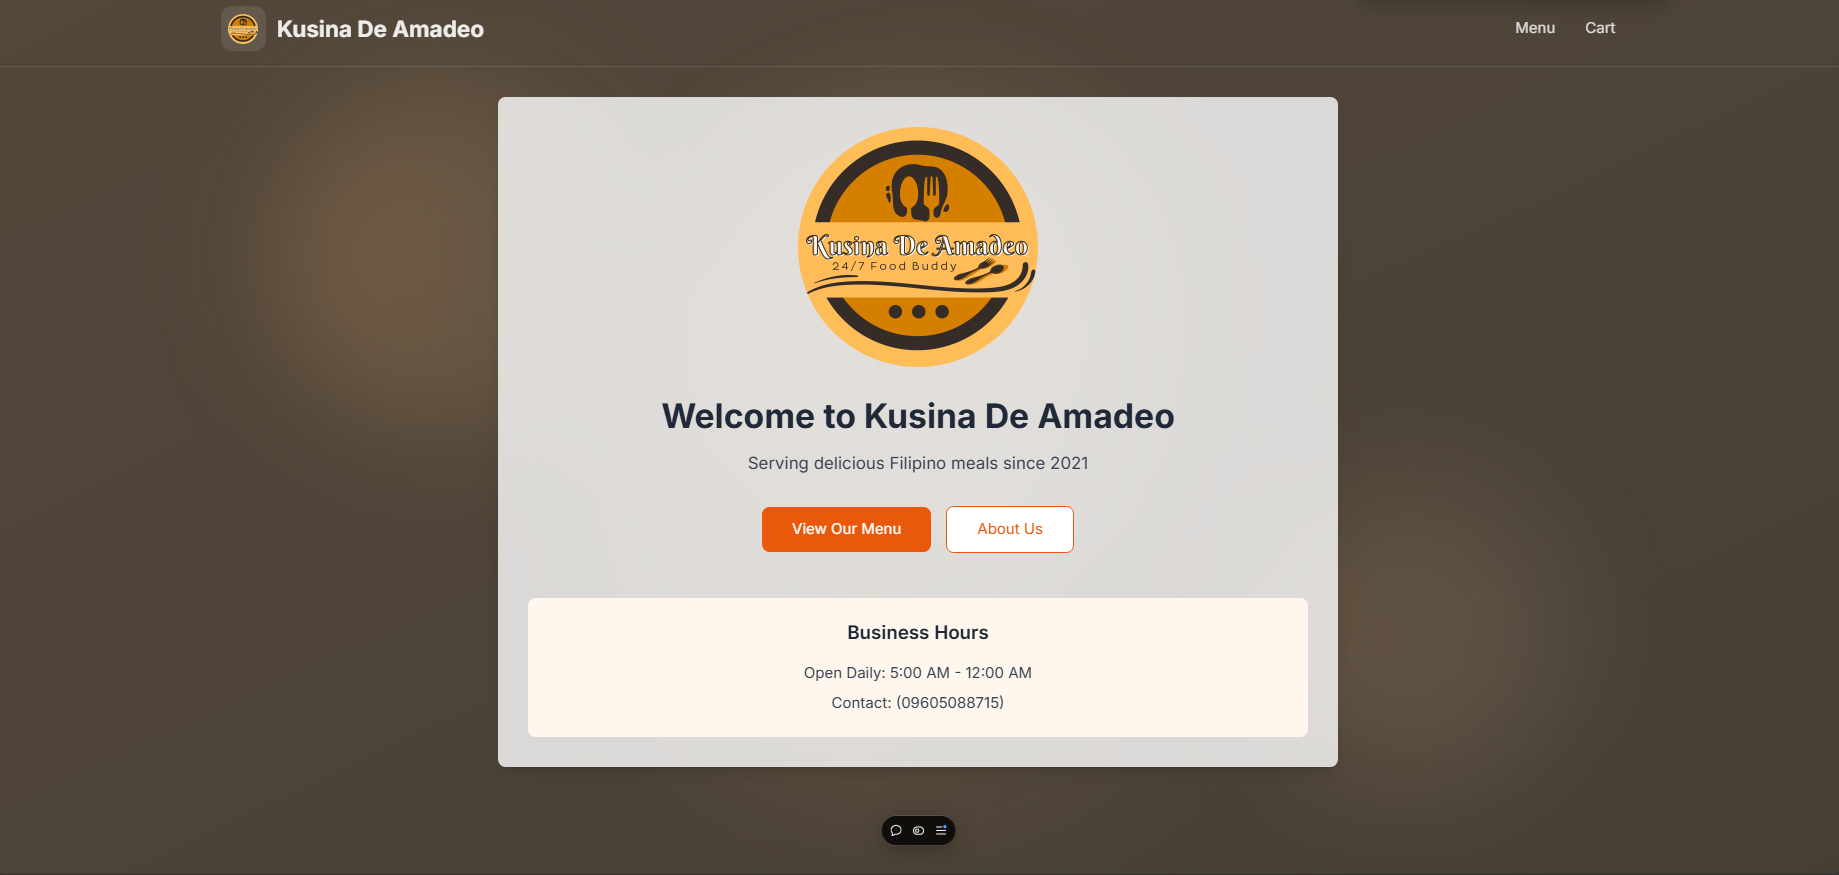 Kusina De Amadeo
Menu
Cart
Kusina De Amadeo
24/7 Food Buddy
Welcome to Kusina De Amadeo
Serving delicious Filipino meals since 2021
View Our Menu
About Us
Business Hours
Open Daily: 5:00 AM - 12:00 AM
Contact: (09605088715)